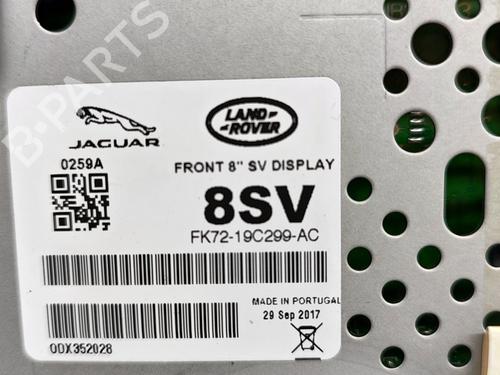 JAGUAR
LAND
ROVER
0259A
FRONT 8" SV DISPLAY
8SV
FK72-19C299-AC
MADE IN PORTUGAL
29 Sep 2017
0DX352028
B-PARTS